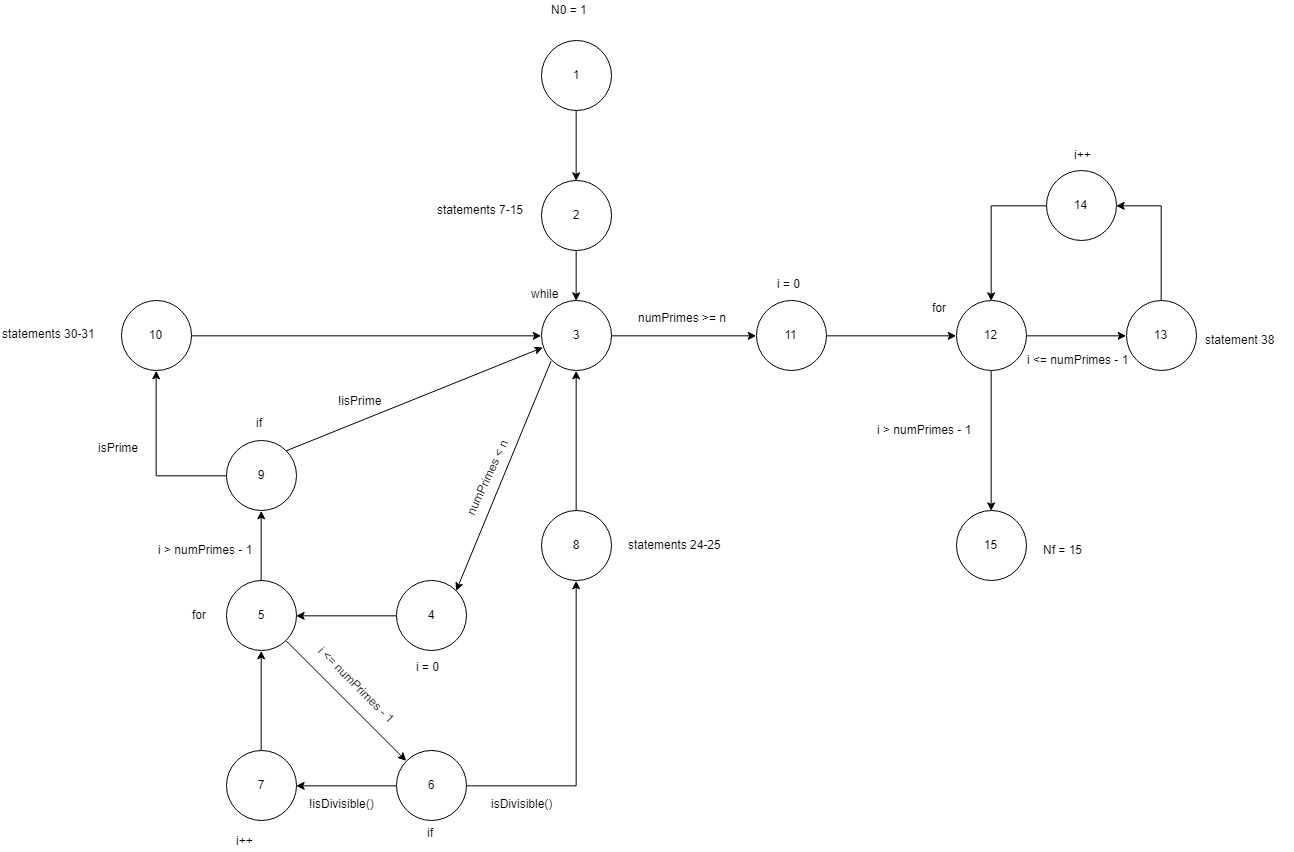 N0 = 1
1
i++
14
statements 7-15
2
while
i = 0
for
statements 30-31
10
3
numPrimes >= n
11
12
i <= numPrimes - 1
13
statement 38
!isPrime
if
isPrime
9
numPrimes < n
i > numPrimes - 1
i > numPrimes - 1
8
statements 24-25
15
Nf = 15
for
5
4
i = 0
i <= numPrimes - 1
7
!isDivisible()
6
isDivisible()
if
i++